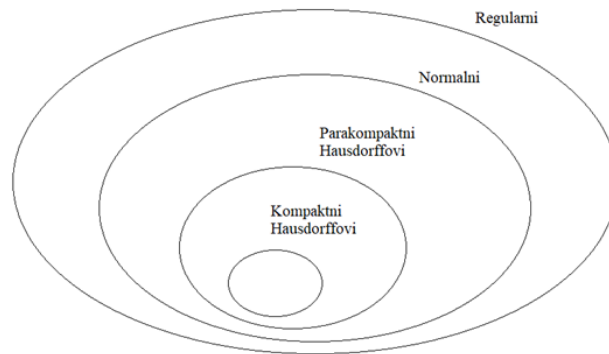 Regularni
Normalni
Parakompaktni
Hausdorffovi
Kompaktni
Hausdorffovi